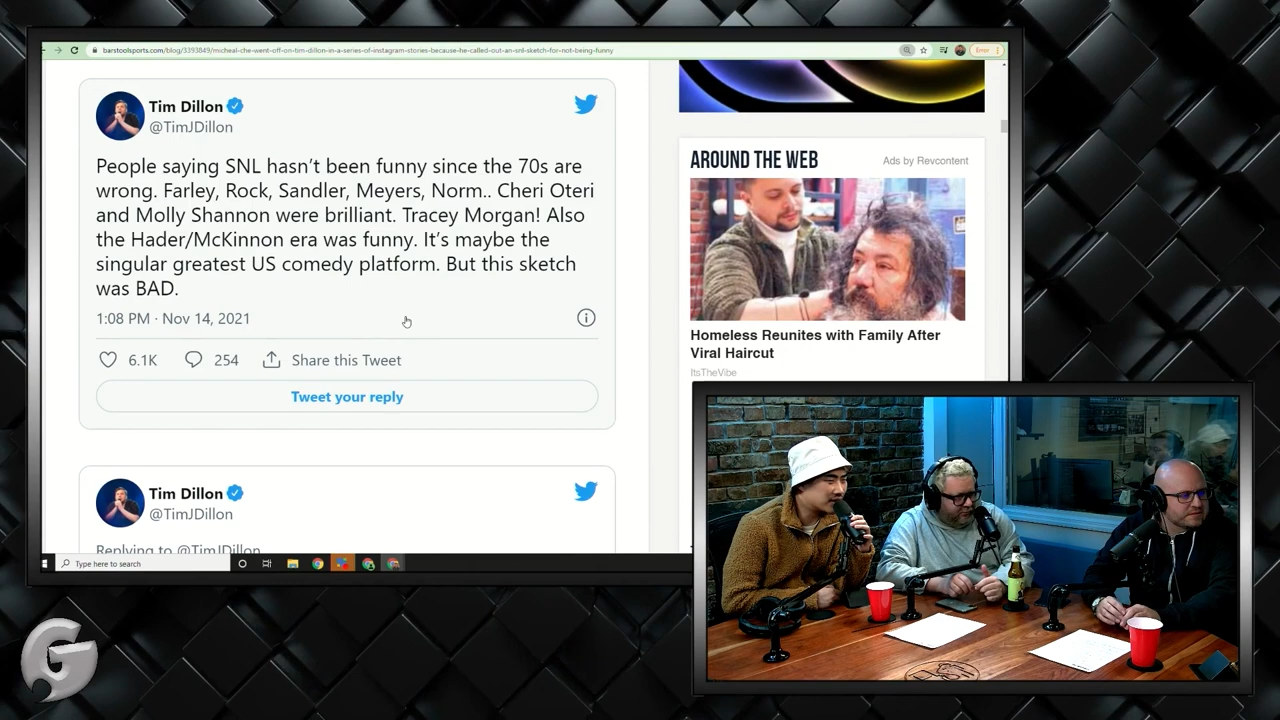 barstoolsports.com/blog/3393849/micheal-che-went-off-on-tim-dillon-in-a-series-of-instagram-stories-because-he-called-out-an-snl-sketch-for-not-being-funny
Error
Tim Dillon
@TimJDillon
People saying SNL hasn't been funny since the 70s are
wrong. Farley, Rock, Sandler, Meyers, Norm.. Cheri Oteri
and Molly Shannon were brilliant. Tracey Morgan! Also
the Hader/McKinnon era was funny. It's maybe the
singular greatest US comedy platform. But this sketch
was BAD.
1:08 PM · Nov 14, 2021
6.1K 254 Share this Tweet
Tweet your reply
Tim Dillon
@TimJDillon
Replying to @TimJDillon
AROUND THE WEB
Ads by Revcontent
Homeless Reunites with Family After
Viral Haircut
ItsTheVibe
Type here to search
G